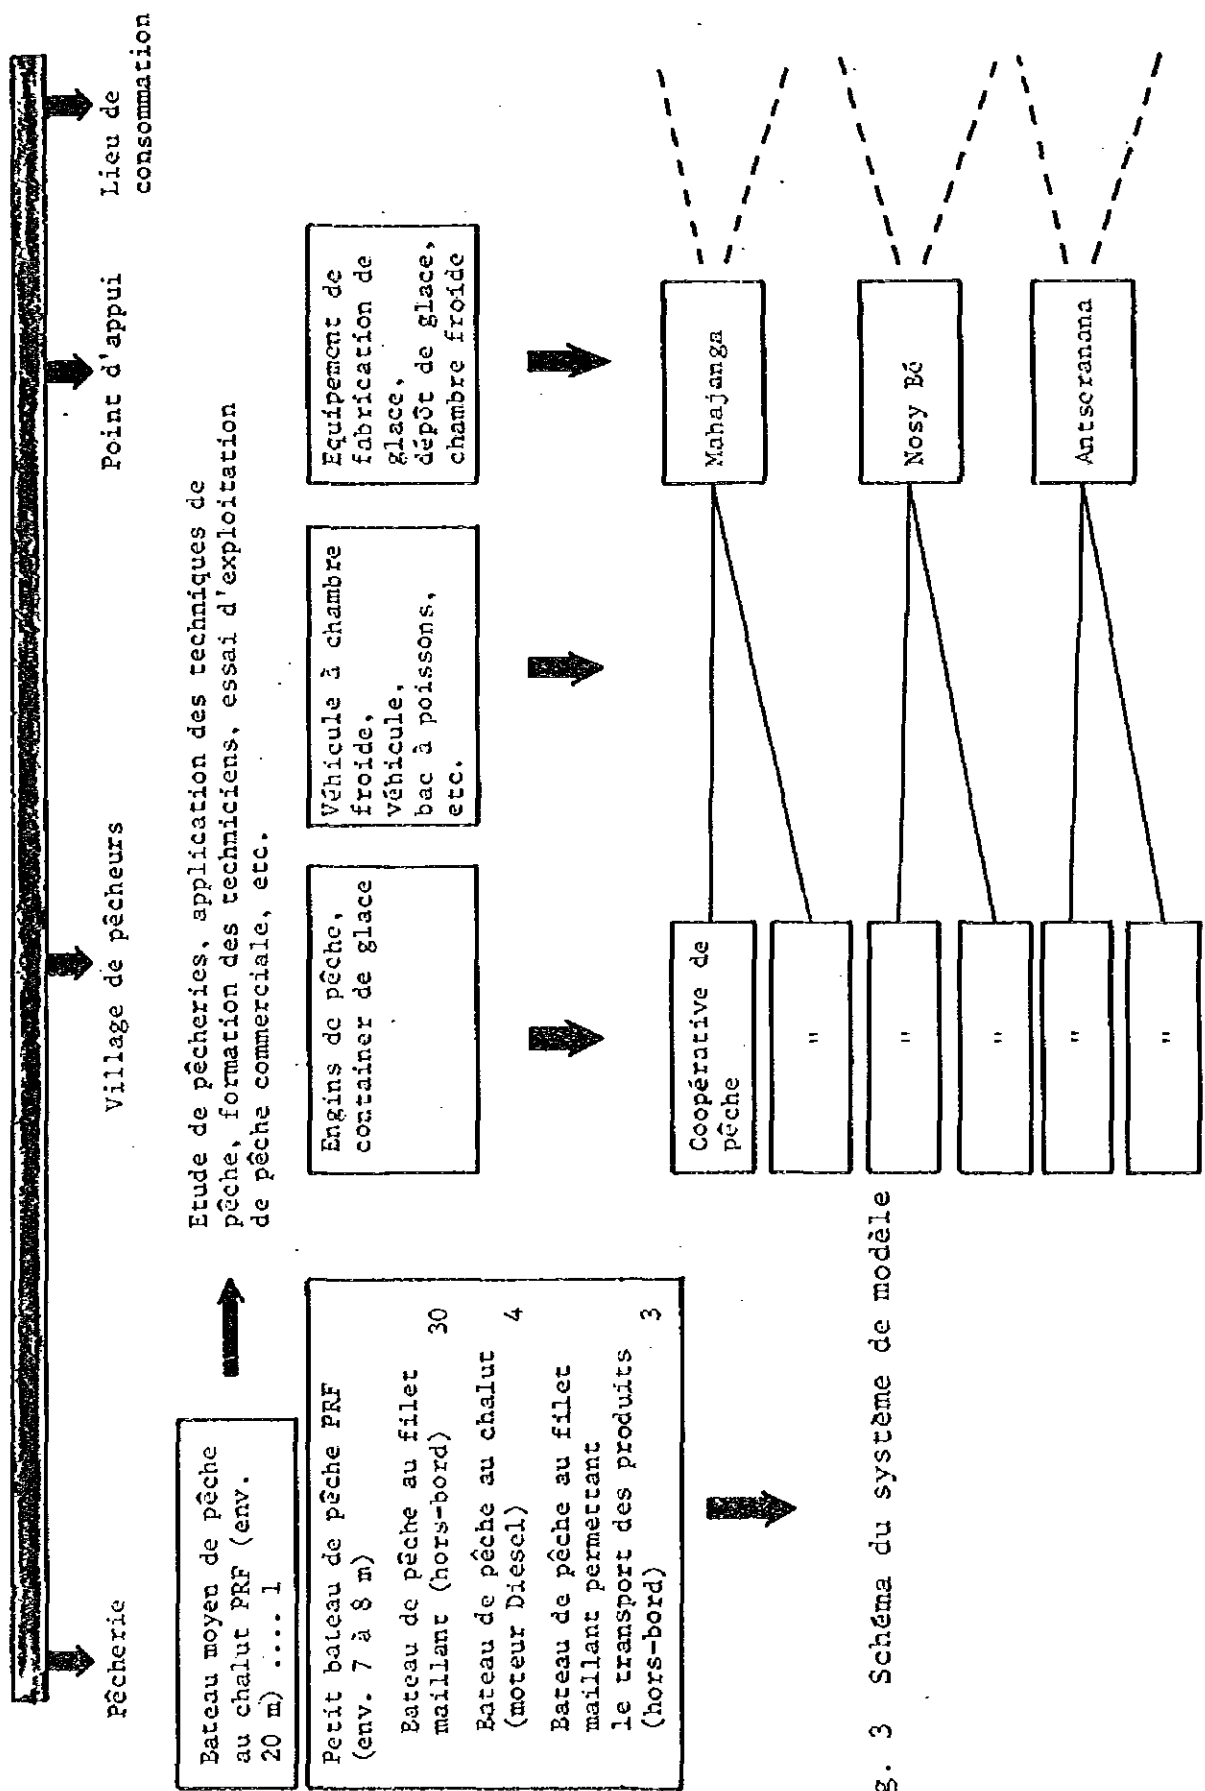 Pêcherie
Village de pêcheurs
Point d'appui
Lieu de
consommation
Bateau moyen de pêche
au chalut PRF (env.
20 m) .... 1
Etude de pêcheries, application des techniques de
pêche, formation des techniciens, essai d'exploitation
de pêche commerciale, etc.
Petit bateau de pêche PRF
(env. 7 à 8 m)
Bateau de pêche au filet
maillant (hors-bord) 30
Bateau de pêche au chalut
(moteur Diesel) 4
Bateau de pêche au filet
maillant permettant
le transport des produits
(hors-bord) 3
Engins de pêche,
container de glace
Véhicule à chambre
froide,
véhicule,
bac à poissons,
etc.
Equipement de
fabrication de
glace,
dépôt de glace,
chambre froide
Coopérative de
pêche
"
"
"
"
"
Mahajanga
Nosy Bé
Antseranana
g. 3 Schéma du système de modèle